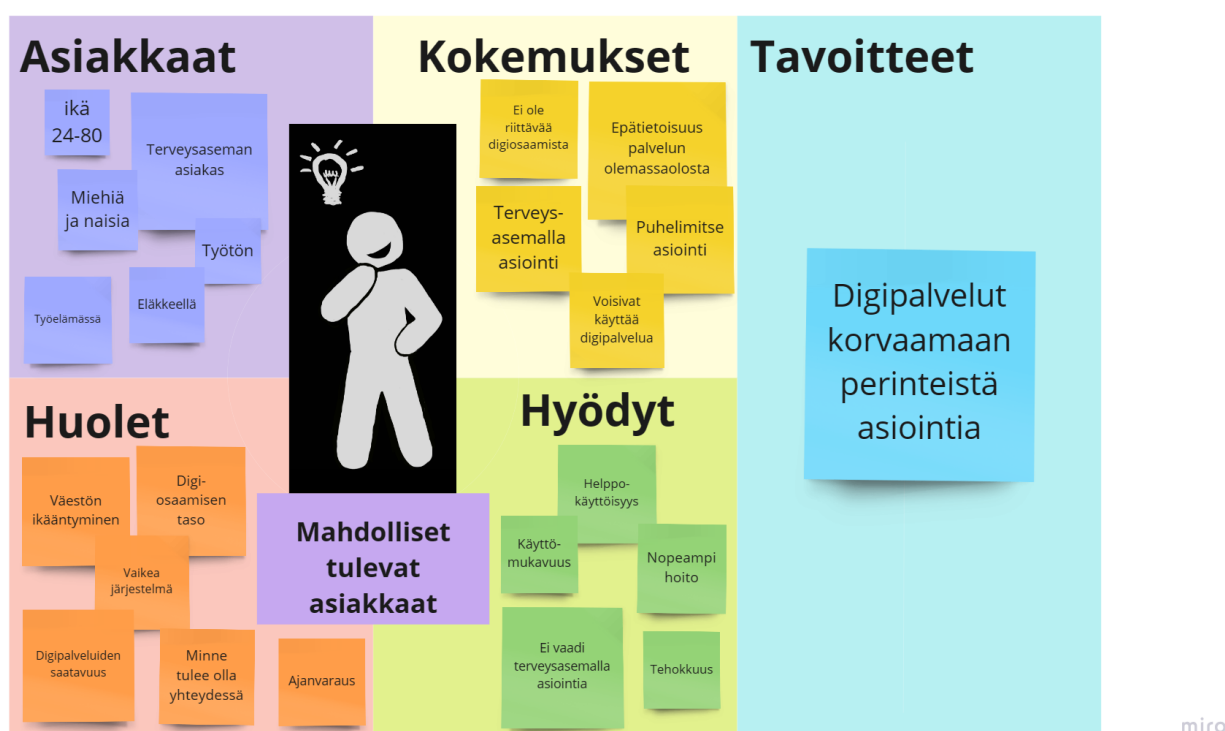 Asiakkaat
ikä
24-80
Terveysaseman
asiakas
Miehiä
ja naisia
Työtön
Eläkkeellä
Työelämässä
Kokemukset
Ei ole
riittävää
digiosaamista
Epätietoisuus
palvelun
olemassaolosta
Terveys-
asemalla
asiointi
Puhelimitse
asiointi
Voisivat
käyttää
digipalvelua
Tavoitteet
Digipalvelut
korvaamaan
perinteistä
asiointia
Huolet
Väestön
ikääntyminen
Digi-
osaamisen
taso
Vaikea
järjestelmä
Digipalveluiden
saatavuus
Minne
tulee olla
yhteydessä
Ajanvaraus
Mahdolliset
tulevat
asiakkaat
Hyödyt
Helppo-
käyttöisyys
Käyttö-
mukavuus
Nopeampi
hoito
Ei vaadi
terveysasemalla
asiointia
Tehokkuus
miro